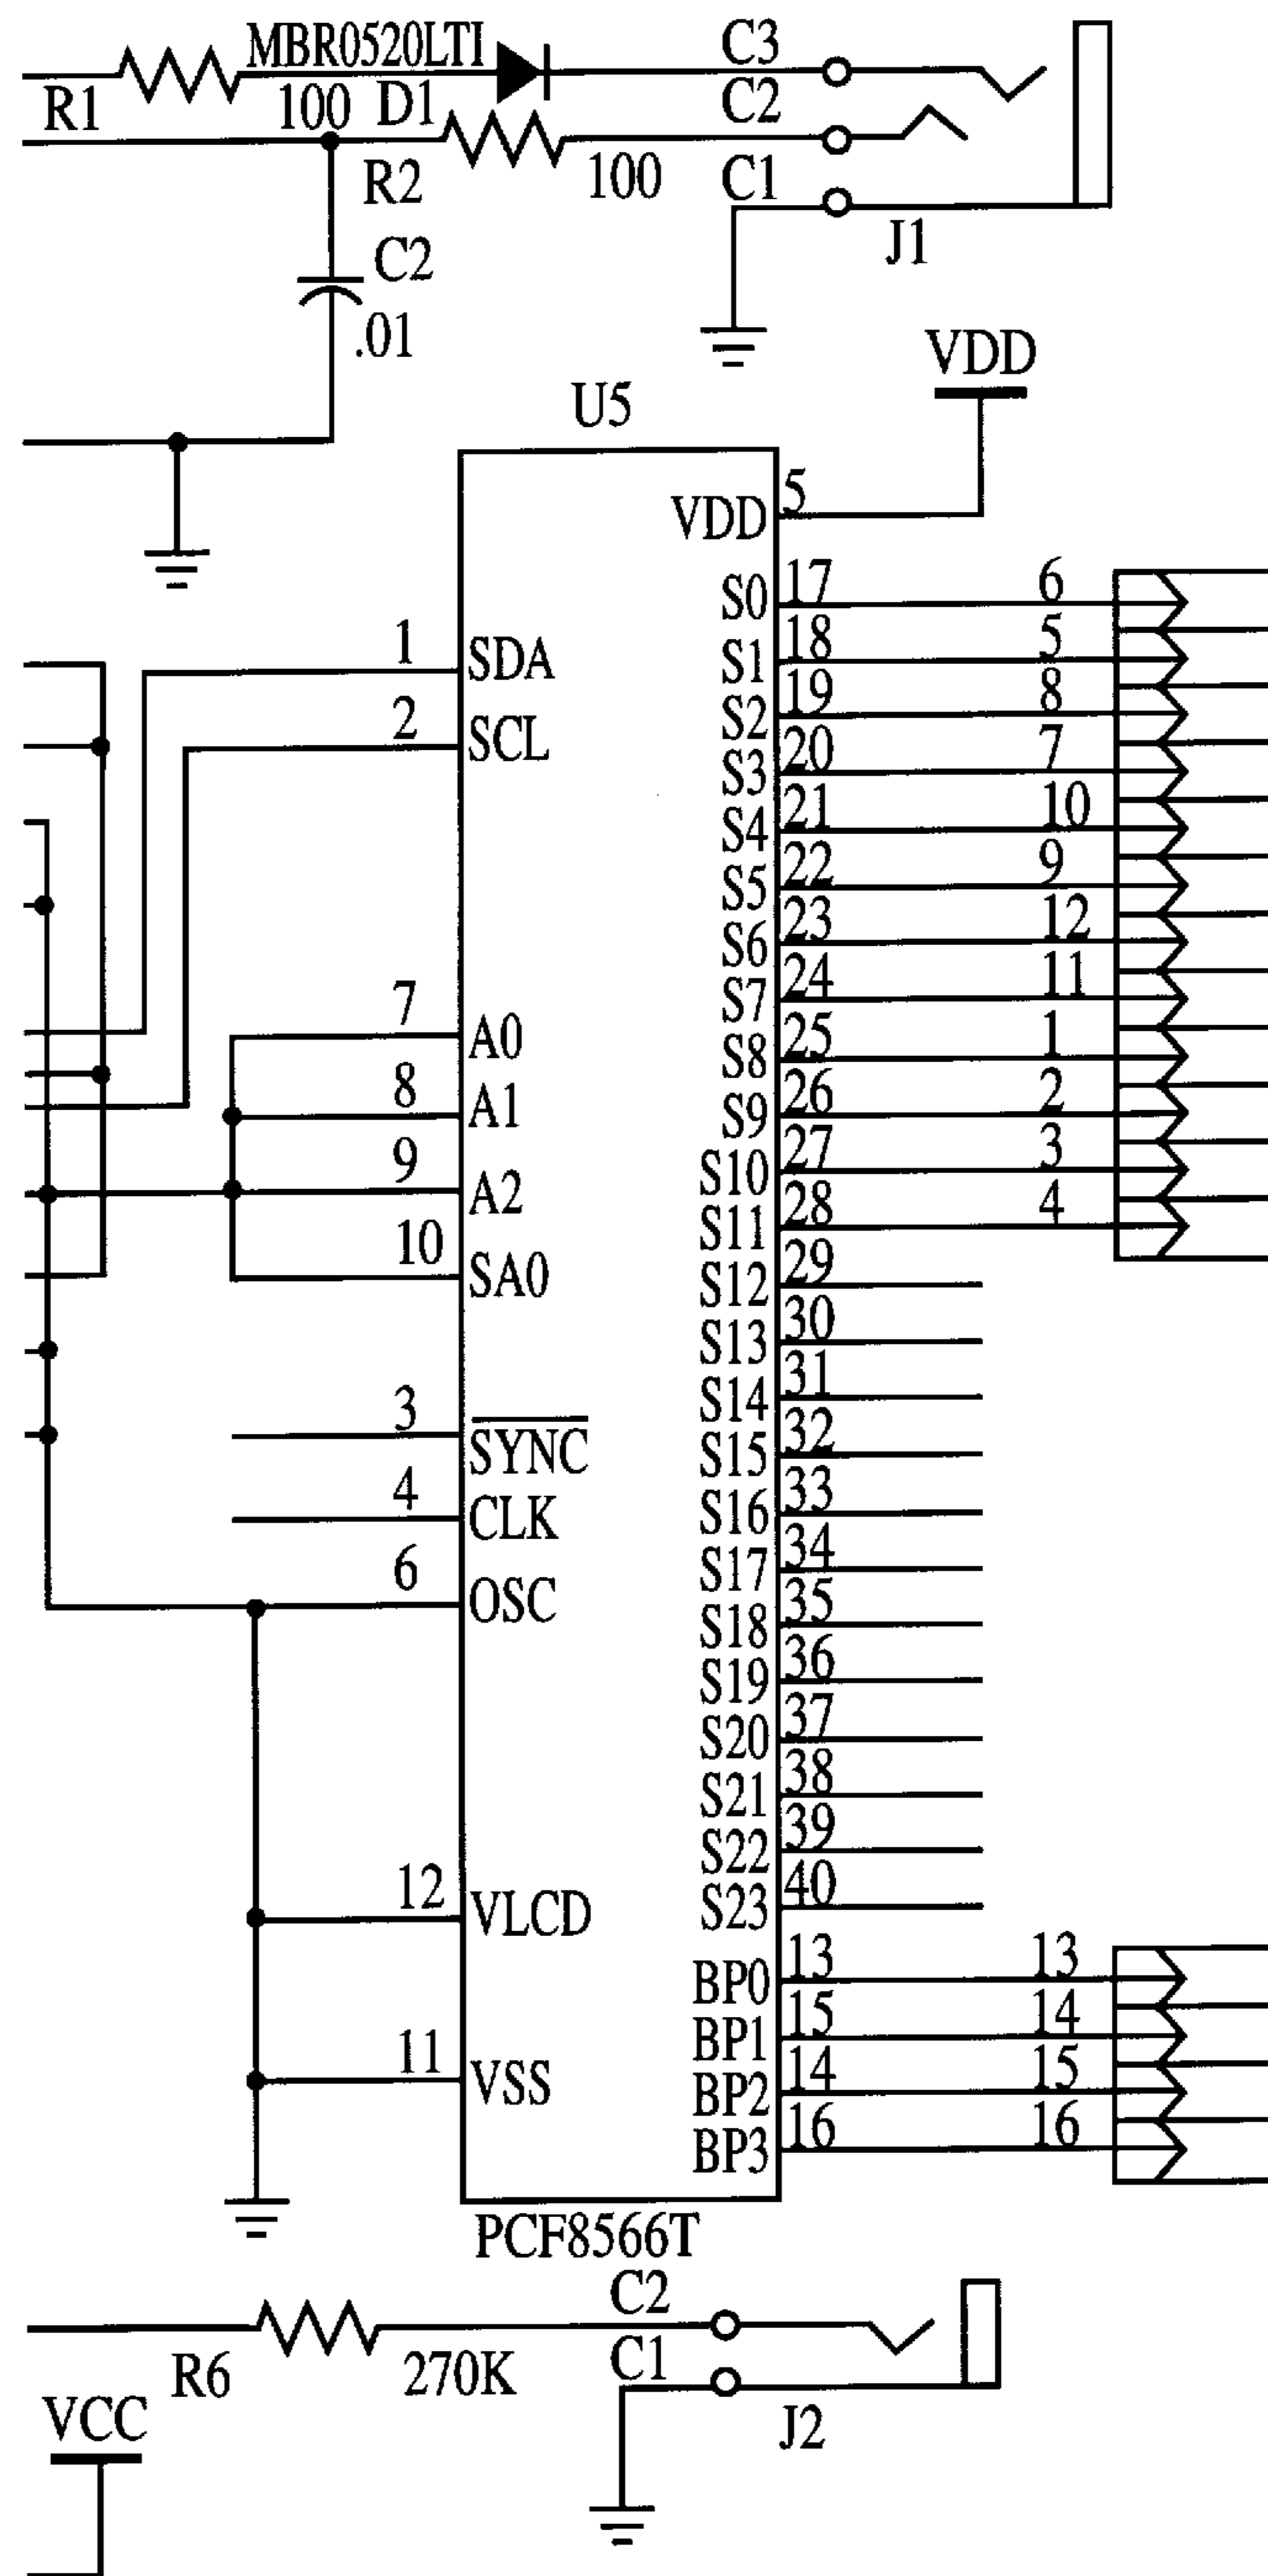 MBR0520LTI
C3
R1
100
D1
C2
R2
100
C1
J1
C2
.01
VDD
U5
VDD 5
S0 17 6
1 SDA
S1 18 5
2 SCL
S2 19 8
S3 20 7
S4 21 10
S5 22 9
S6 23 12
S7 24 11
7 A0
S8 25 1
8 A1
S9 26 2
9 A2
S10 27 3
S11 28 4
10 SA0
S12 29
S13 30
S14 31
3 SYNC
S15 32
4 CLK
S16 33
S17 34
6 OSC
S18 35
S19 36
S20 37
S21 38
S22 39
12 VLCD
S23 40
BP0 13 13
BP1 15 14
11 VSS
BP2 14 15
BP3 16 16
PCF8566T
C2
R6
270K
C1
VCC
J2